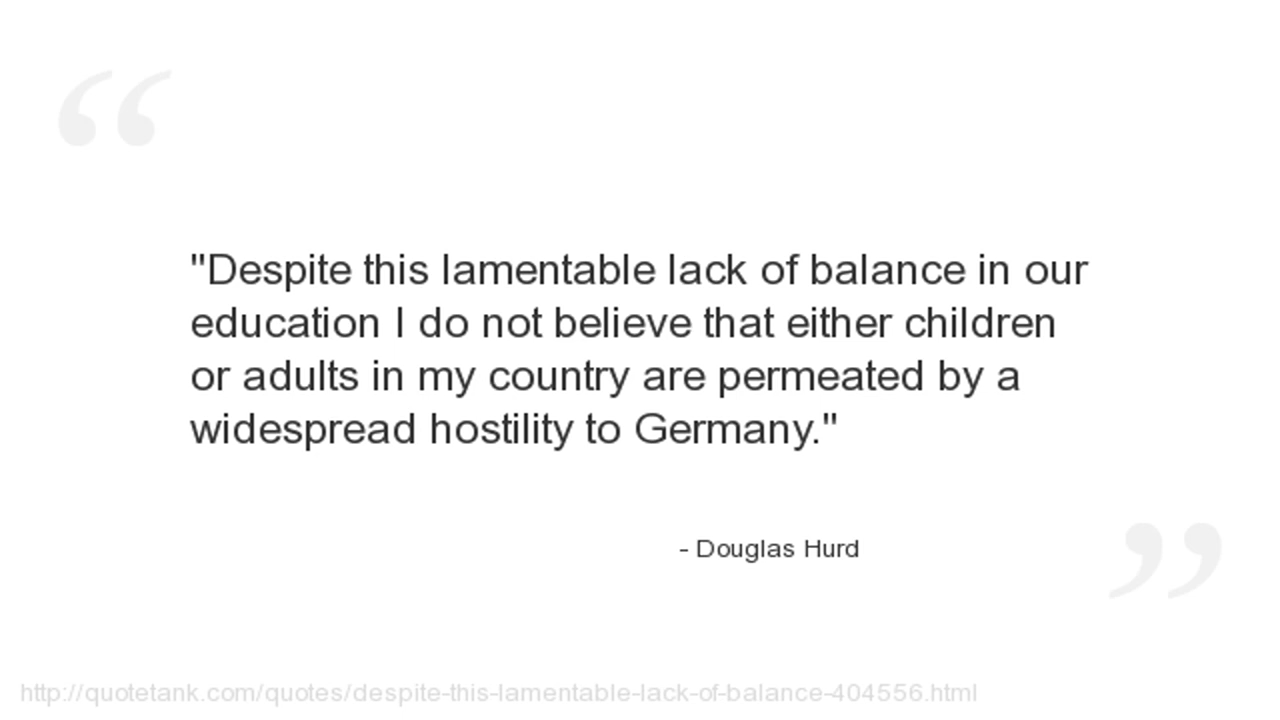 "Despite this lamentable lack of balance in our
education I do not believe that either children
or adults in my country are permeated by a
widespread hostility to Germany."
- Douglas Hurd
http://quotetank.com/quotes/despite-this-lamentable-lack-of-balance-404556.html